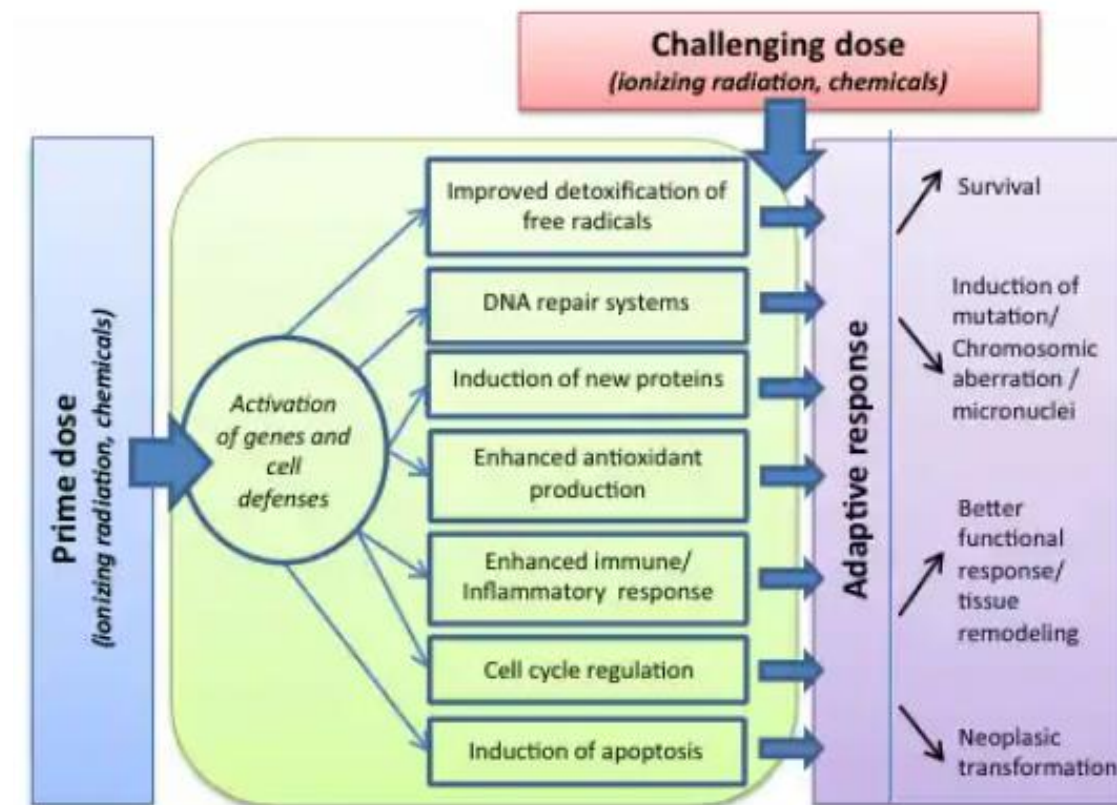 Challenging dose
(ionizing radiation, chemicals)
Prime dose
(ionizing radiation, chemicals)
Activation
of genes and
cell
defenses
Improved detoxification of
free radicals
DNA repair systems
Induction of new proteins
Enhanced antioxidant
production
Enhanced immune/
Inflammatory response
Cell cycle regulation
Induction of apoptosis
Adaptive response
Survival
Induction of
mutation/
Chromosomic
aberration /
micronuclei
Better
functional
response/
tissue
remodeling
Neoplasic
transformation